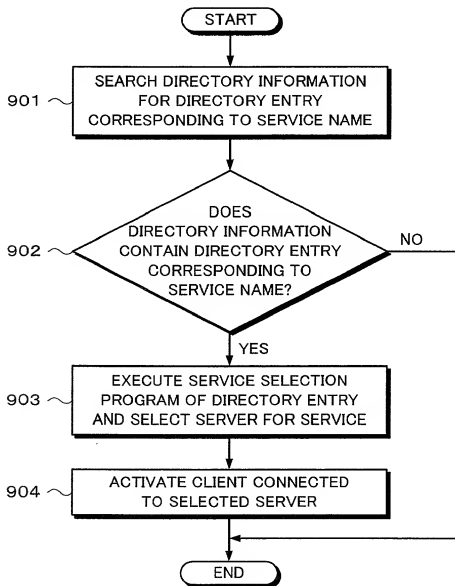 START
901
SEARCH DIRECTORY INFORMATION
FOR DIRECTORY ENTRY
CORRESPONDING TO SERVICE NAME
902
DOES
DIRECTORY INFORMATION
CONTAIN DIRECTORY ENTRY
CORRESPONDING TO
SERVICE NAME?
NO
YES
903
EXECUTE SERVICE SELECTION
PROGRAM OF DIRECTORY ENTRY
AND SELECT SERVER FOR SERVICE
904
ACTIVATE CLIENT CONNECTED
TO SELECTED SERVER
END